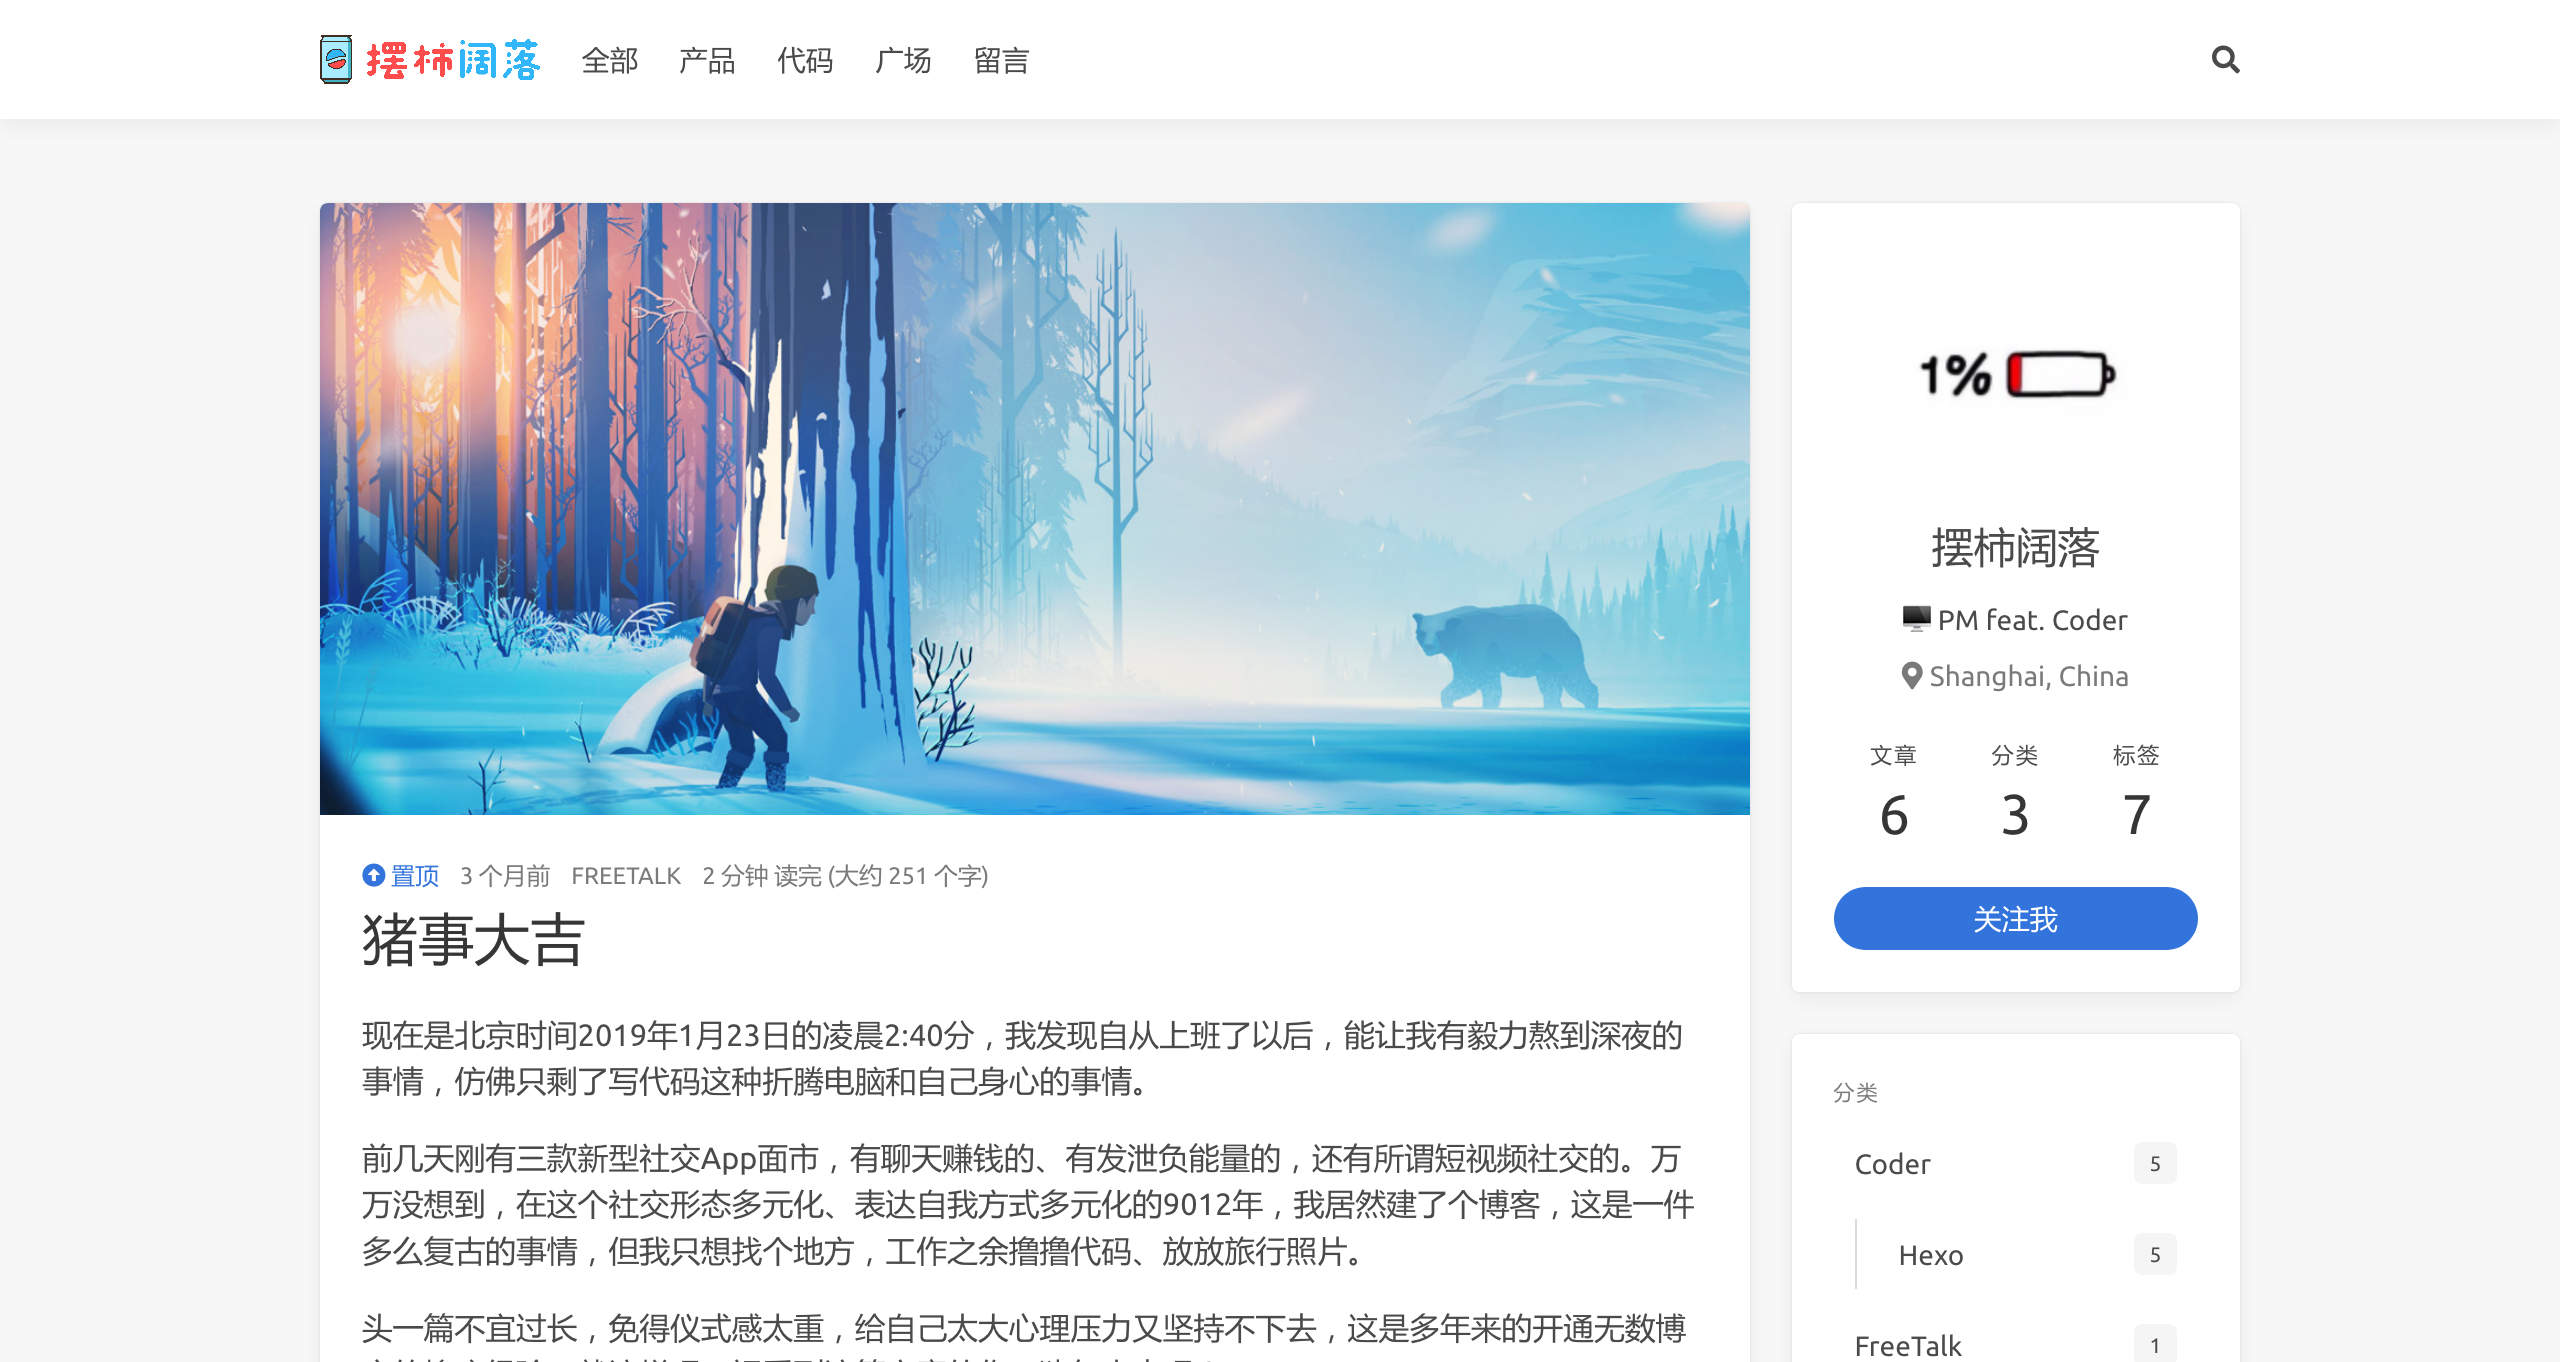 摆柿阔落 全部 产品 代码 广场 留言
置顶 3 个月前 FREETALK 2 分钟 读完 (大约 251 个字)
猪事大吉
现在是北京时间2019年1月23日的凌晨2:40分，我发现自从上班了以后，能让我有毅力熬到深夜的
事情，仿佛只剩了写代码这种折腾电脑和自己身心的事情。
前几天刚有三款新型社交App面市，有聊天赚钱的、有发泄负能量的，还有所谓短视频社交的。万
万没想到，在这个社交形态多元化、表达自我方式多元化的9012年，我居然建了个博客，这是一件
多么复古的事情，但我只想找个地方，工作之余撸撸代码、放放旅行照片。
头一篇不宜过长，免得仪式感太重，给自己太大心理压力又坚持不下去，这是多年来的开通无数博
1%
摆柿阔落
PM feat. Coder
Shanghai, China
文章 分类 标签
6 3 7
关注我
分类
Coder 5
Hexo 5
FreeTalk 1